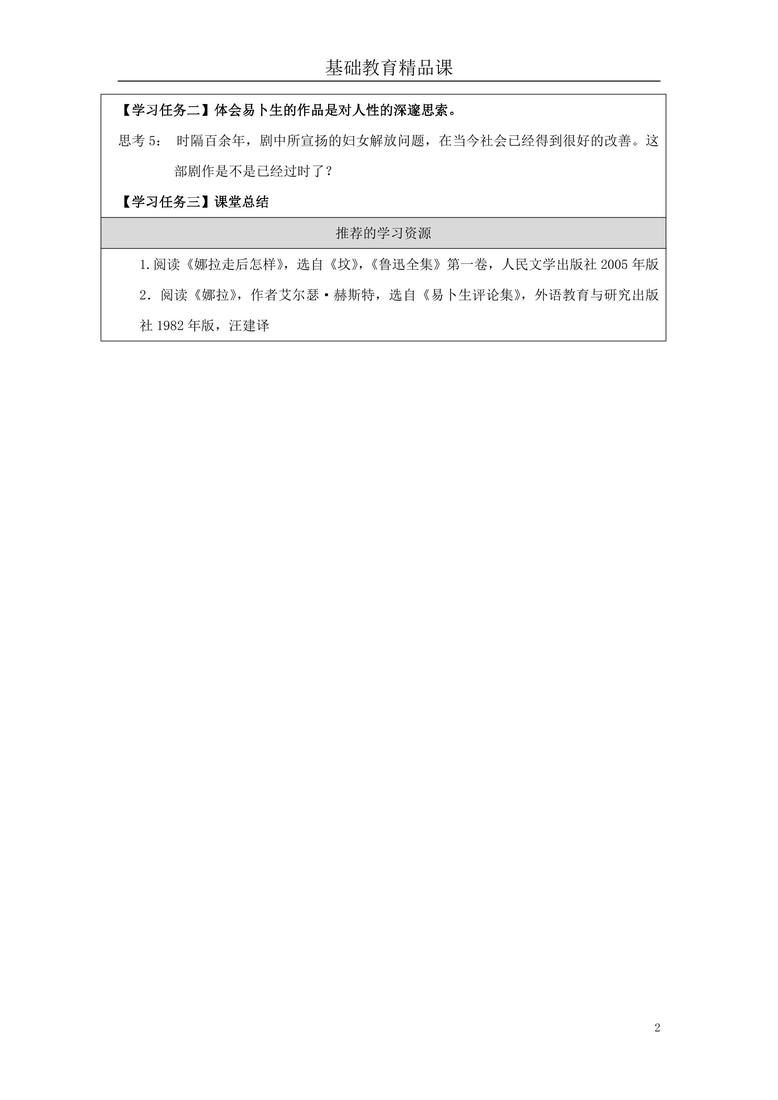 基础教育精品课
【学习任务二】体会易卜生的作品是对人性的深邃思索。
思考 5： 时隔百余年，剧中所宣扬的妇女解放问题，在当今社会已经得到很好的改善。这
部剧作是不是已经过时了？
【学习任务三】课堂总结
推荐的学习资源
1.阅读《娜拉走后怎样》，选自《坟》，《鲁迅全集》第一卷，人民文学出版社 2005 年版
2．阅读《娜拉》，作者艾尔瑟·赫斯特，选自《易卜生评论集》，外语教育与研究出版
社 1982 年版，汪建译
2